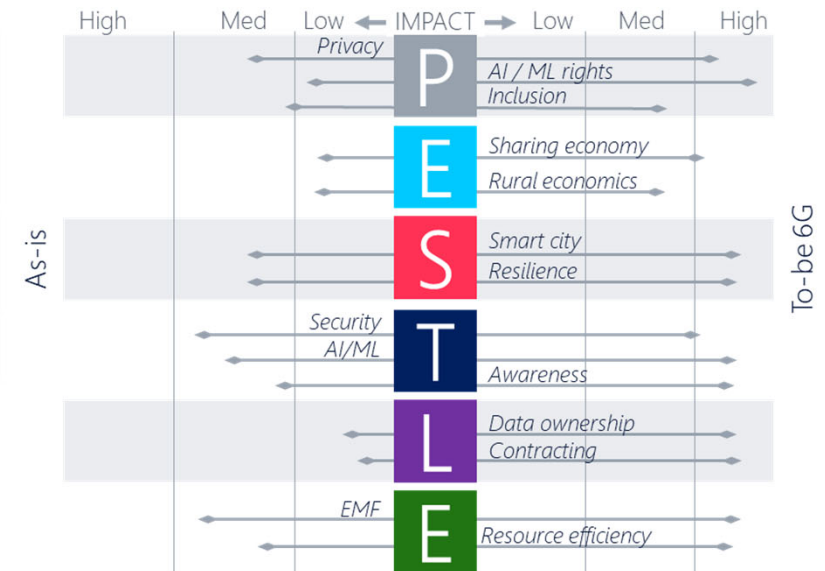 High Med Low IMPACT Low Med High
Privacy
P
AI / ML rights
Inclusion
E
Sharing economy
Rural economics
As-is
S
Smart city
Resilience
To-be 6G
Security
AI/ML
T
Awareness
L
Data ownership
Contracting
EMF
E
Resource efficiency